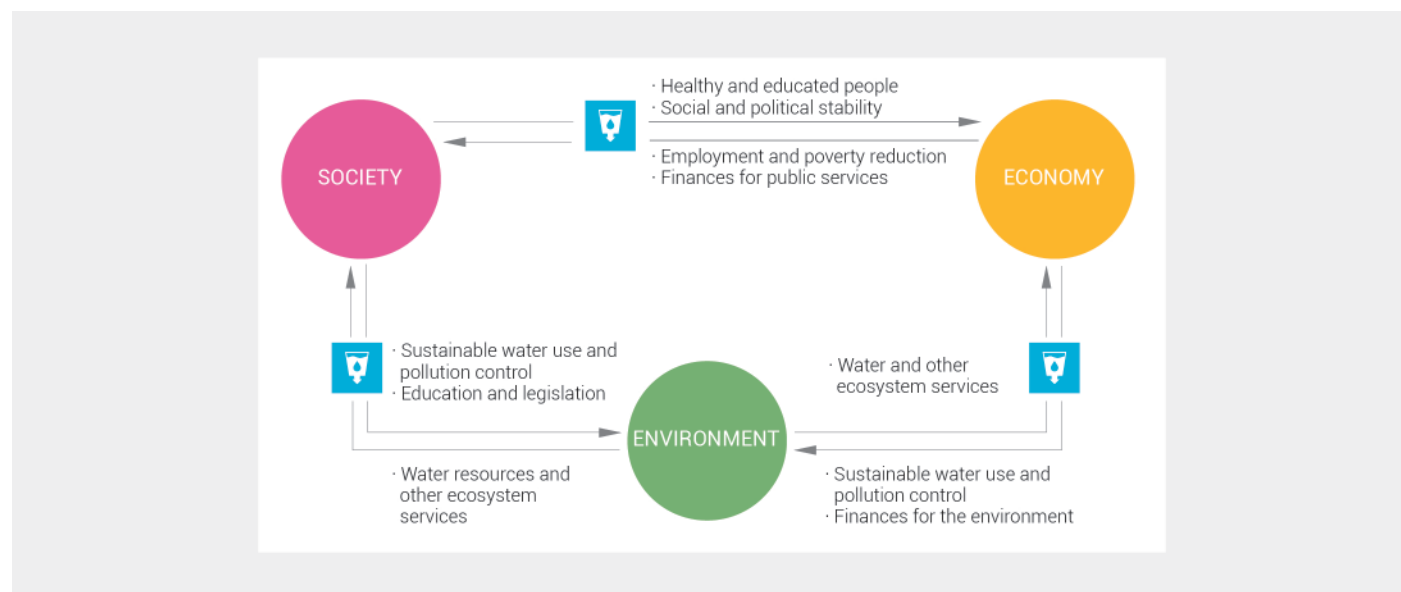 · Healthy and educated people
· Social and political stability
SOCIETY
ECONOMY
· Employment and poverty reduction
· Finances for public services
· Sustainable water use and
pollution control
· Education and legislation
· Water and other
ecosystem services
ENVIRONMENT
· Water resources and
other ecosystem
services
· Sustainable water use and
pollution control
· Finances for the environment